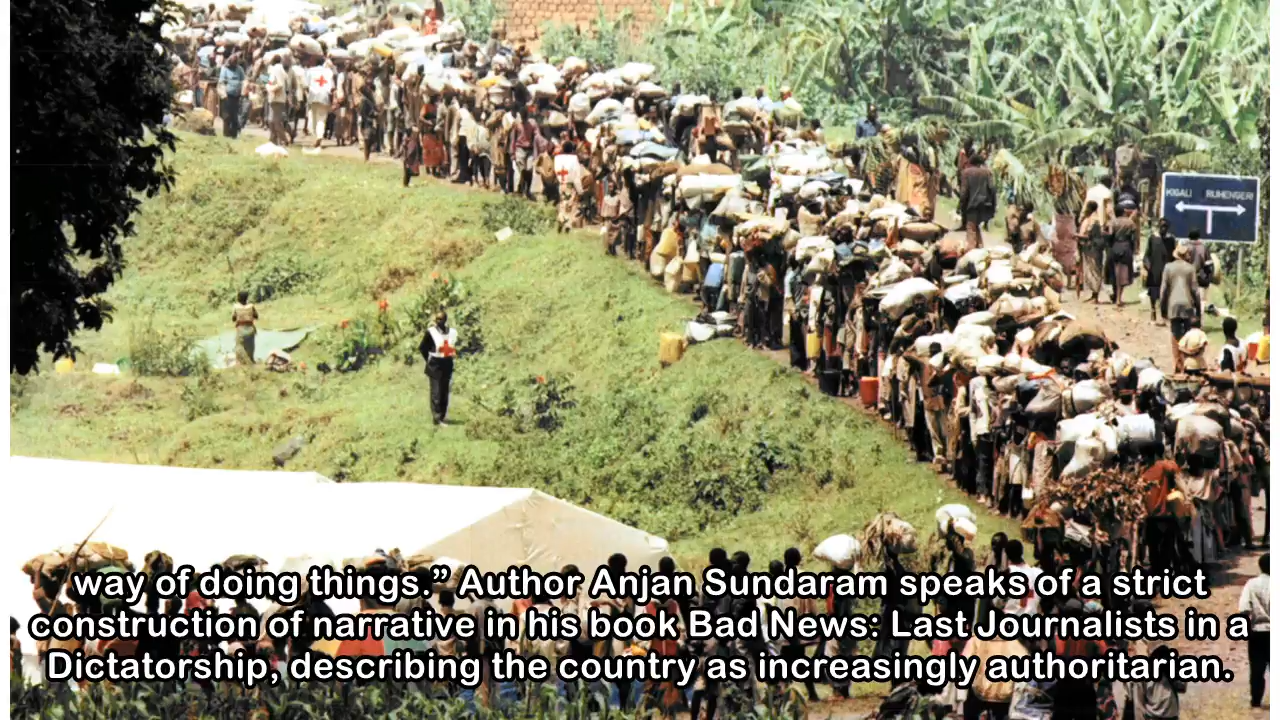 KIGALI RUHENGERI
way of doing things.” Author Anjan Sundaram speaks of a strict
construction of narrative in his book Bad News: Last Journalists in a
Dictatorship, describing the country as increasingly authoritarian.